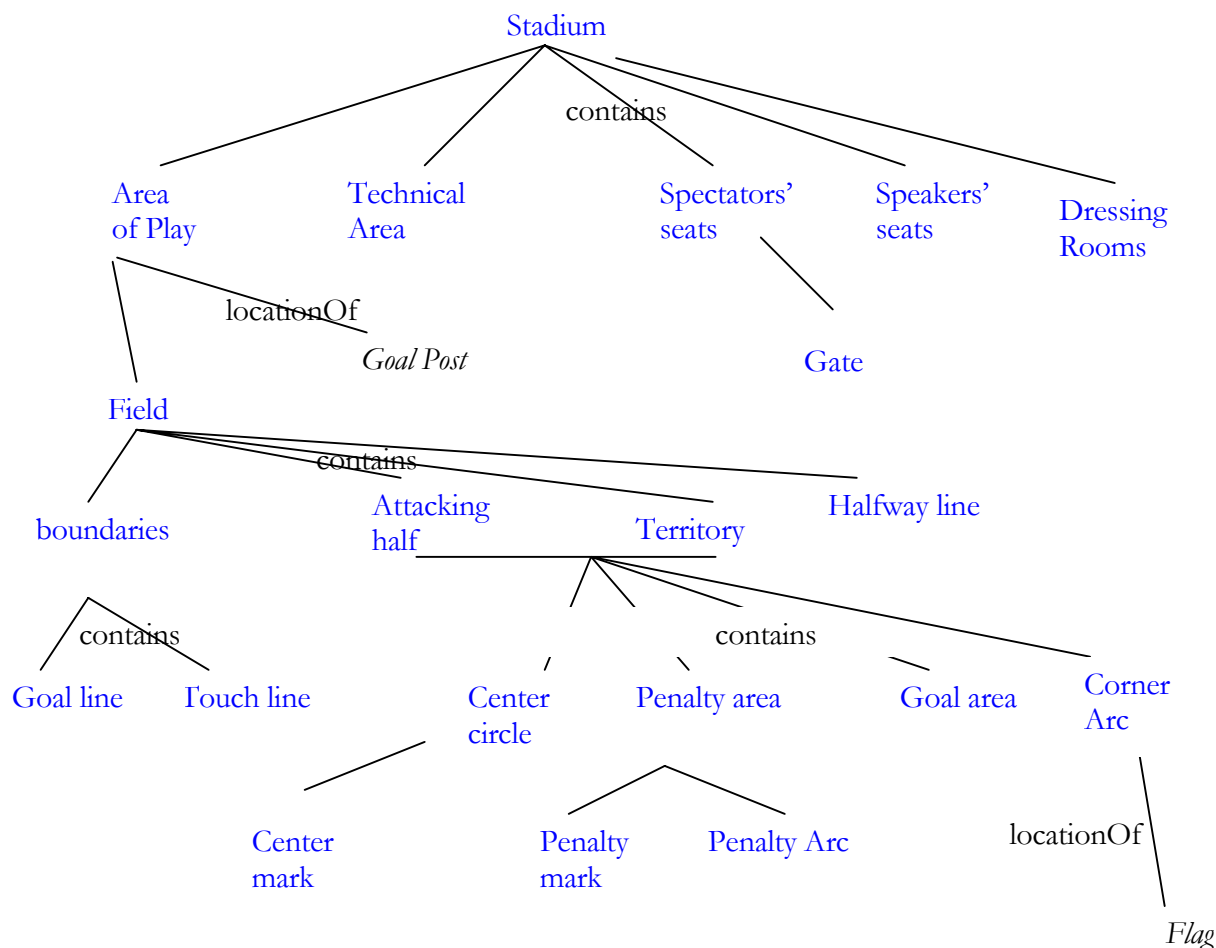 Stadium
contains
Area
of Play
Technical
Area
Spectators’
seats
Speakers’
seats
Dressing
Rooms
locationOf
Goal Post
Gate
Field
contains
boundaries
Attacking
half
Territory
Halfway line
contains
contains
Goal line
Touch line
Center
circle
Penalty area
Goal area
Corner
Arc
Center
mark
Penalty
mark
Penalty Arc
locationOf
Flag